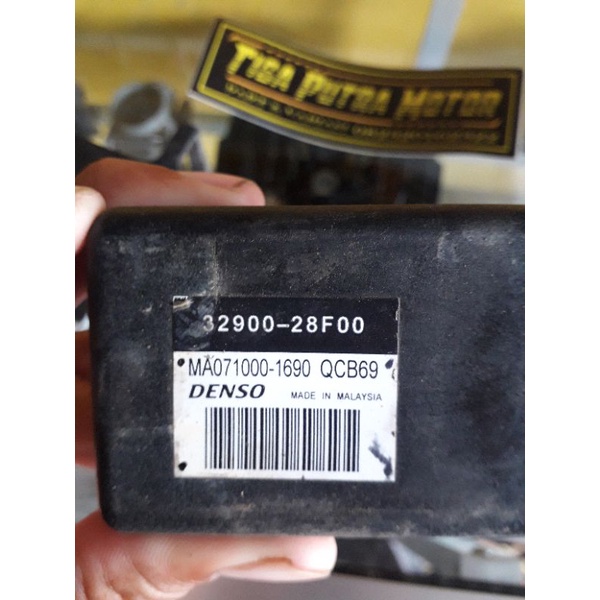 TIGA PUTRA MOTOR
32900-28F00
MA071000-1690 QCB69
DENSO MADE IN MALAYSIA